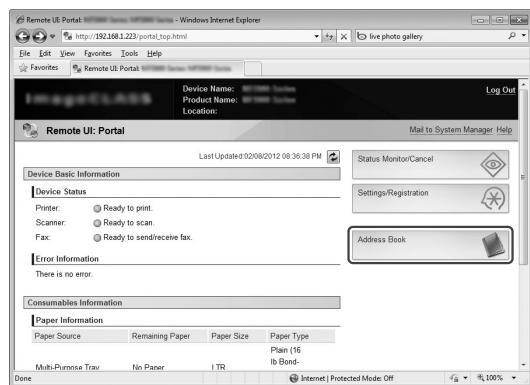 Remote UI: Portal - Windows Internet Explorer
http://192.168.1.223/portal_top.html
live photo gallery
File Edit View Favorites Tools Help
Favorites
Remote UI: Portal
Device Name:
Product Name:
Location:
Log Out
Remote UI: Portal
Mail to System Manager Help
Last Updated:02/08/2012 08:36:38 PM
Device Basic Information
Device Status
Printer: Ready to print.
Scanner: Ready to scan.
Fax: Ready to send/receive fax.
Error Information
There is no error.
Consumables Information
Paper Information
Paper Source Remaining Paper Paper Size Paper Type
Plain (16
lb Bond-
Multi-Purpose Tray No Paper LTR
Status Monitor/Cancel
Settings/Registration
Address Book
Done
Internet | Protected Mode: Off
100%